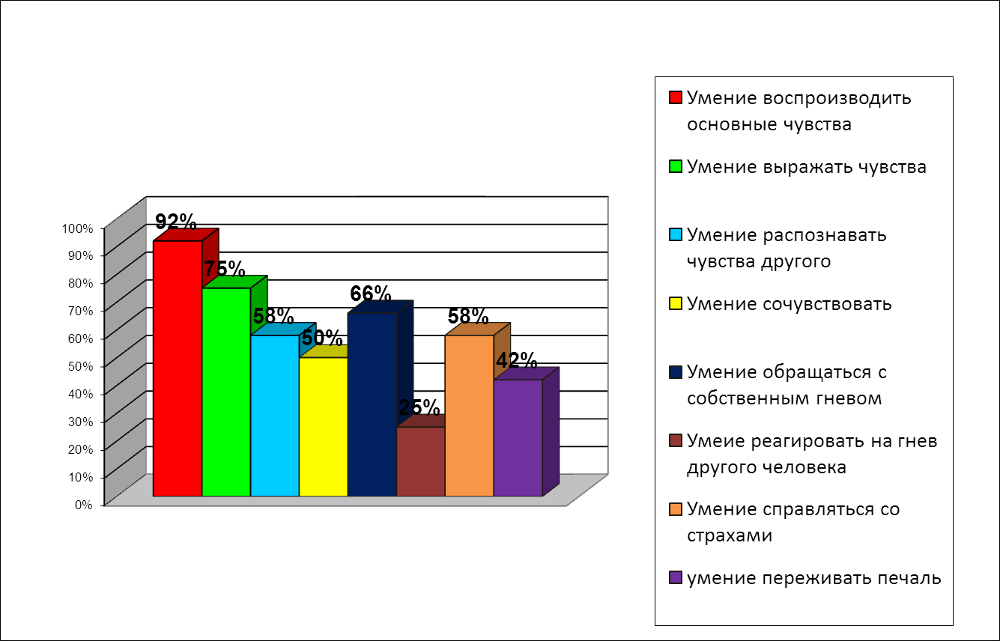 92%
75%
58%
50%
66%
25%
58%
42%
100%
90%
80%
70%
60%
50%
40%
30%
20%
10%
0%
Умение воспроизводить
основные чувства
Умение выражать чувства
Умение распознавать
чувства другого
Умение сочувствовать
Умение обращаться с
собственным гневом
Умеие реагировать на гнев
другого человека
Умение справляться со
страхами
умение переживать печаль